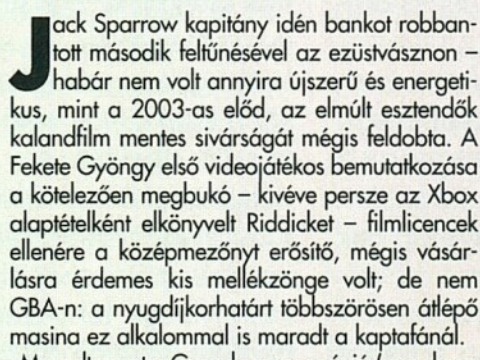 Jack Sparrow kapitány idén bankot robban-
tott második feltűnésével az ezüstvásznon –
habár nem volt annyira újszerű és energeti-
kus, mint a 2003-as előd, az elmúlt esztendők
kalandfilm mentes sivárságát mégis feldobta. A
Fekete Gyöngy első videojátékos bemutatkozása
a kötelezően megbukó – kivéve persze az Xbox
alaptételként elkönyvelt Riddicket – filmlicencek
ellenére a középmezőnyt erősítő, mégis vásár-
lásra érdemes kis mellékzönge volt; de nem
GBA-n: a nyugdíjkorhatárt többszörösen átlépő
masina ez alkalommal is maradt a kaptafánál.